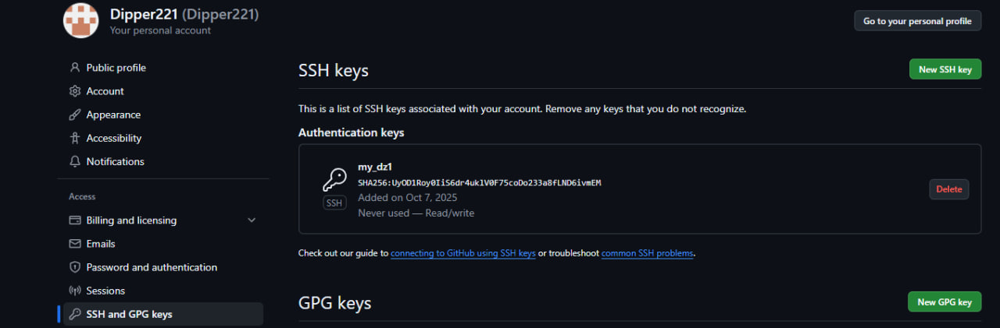 Dipper221 (Dipper221)
Your personal account
Go to your personal profile
Public profile
Account
Appearance
Accessibility
Notifications
Access
Billing and licensing
Emails
Password and authentication
Sessions
SSH and GPG keys
SSH keys
New SSH key
This is a list of SSH keys associated with your account. Remove any keys that you do not recognize.
Authentication keys
my_dz1
SHA256:UyOD1Roy0IiS6dr4uk1V0F75coDo233a8fLND6ivmEM
Added on Oct 7, 2025
Never used — Read/write
SSH
Delete
Check out our guide to connecting to GitHub using SSH keys or troubleshoot common SSH problems.
GPG keys
New GPG key